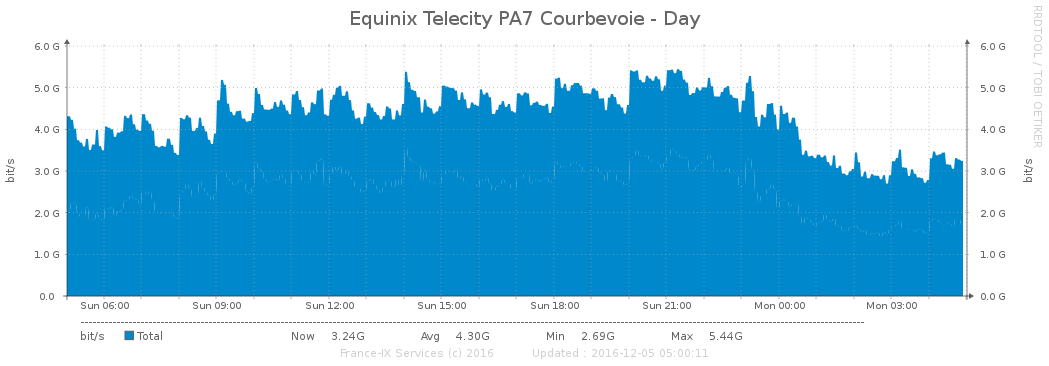 Equinix Telecity PA7 Courbevoie - Day
RRDTOOL / TOBI OETIKER
6.0 G 6.0 G
5.0 G 5.0 G
4.0 G 4.0 G
3.0 G 3.0 G
2.0 G 2.0 G
1.0 G 1.0 G
0.0 0.0 G
bit/s bit/s
Sun 06:00 Sun 09:00 Sun 12:00 Sun 15:00 Sun 18:00 Sun 21:00 Mon 00:00 Mon 03:00
bit/s Total Now 3.24G Avg 4.30G Min 2.69G Max 5.44G
France-IX Services (c) 2016 Updated : 2016-12-05 05:00:11